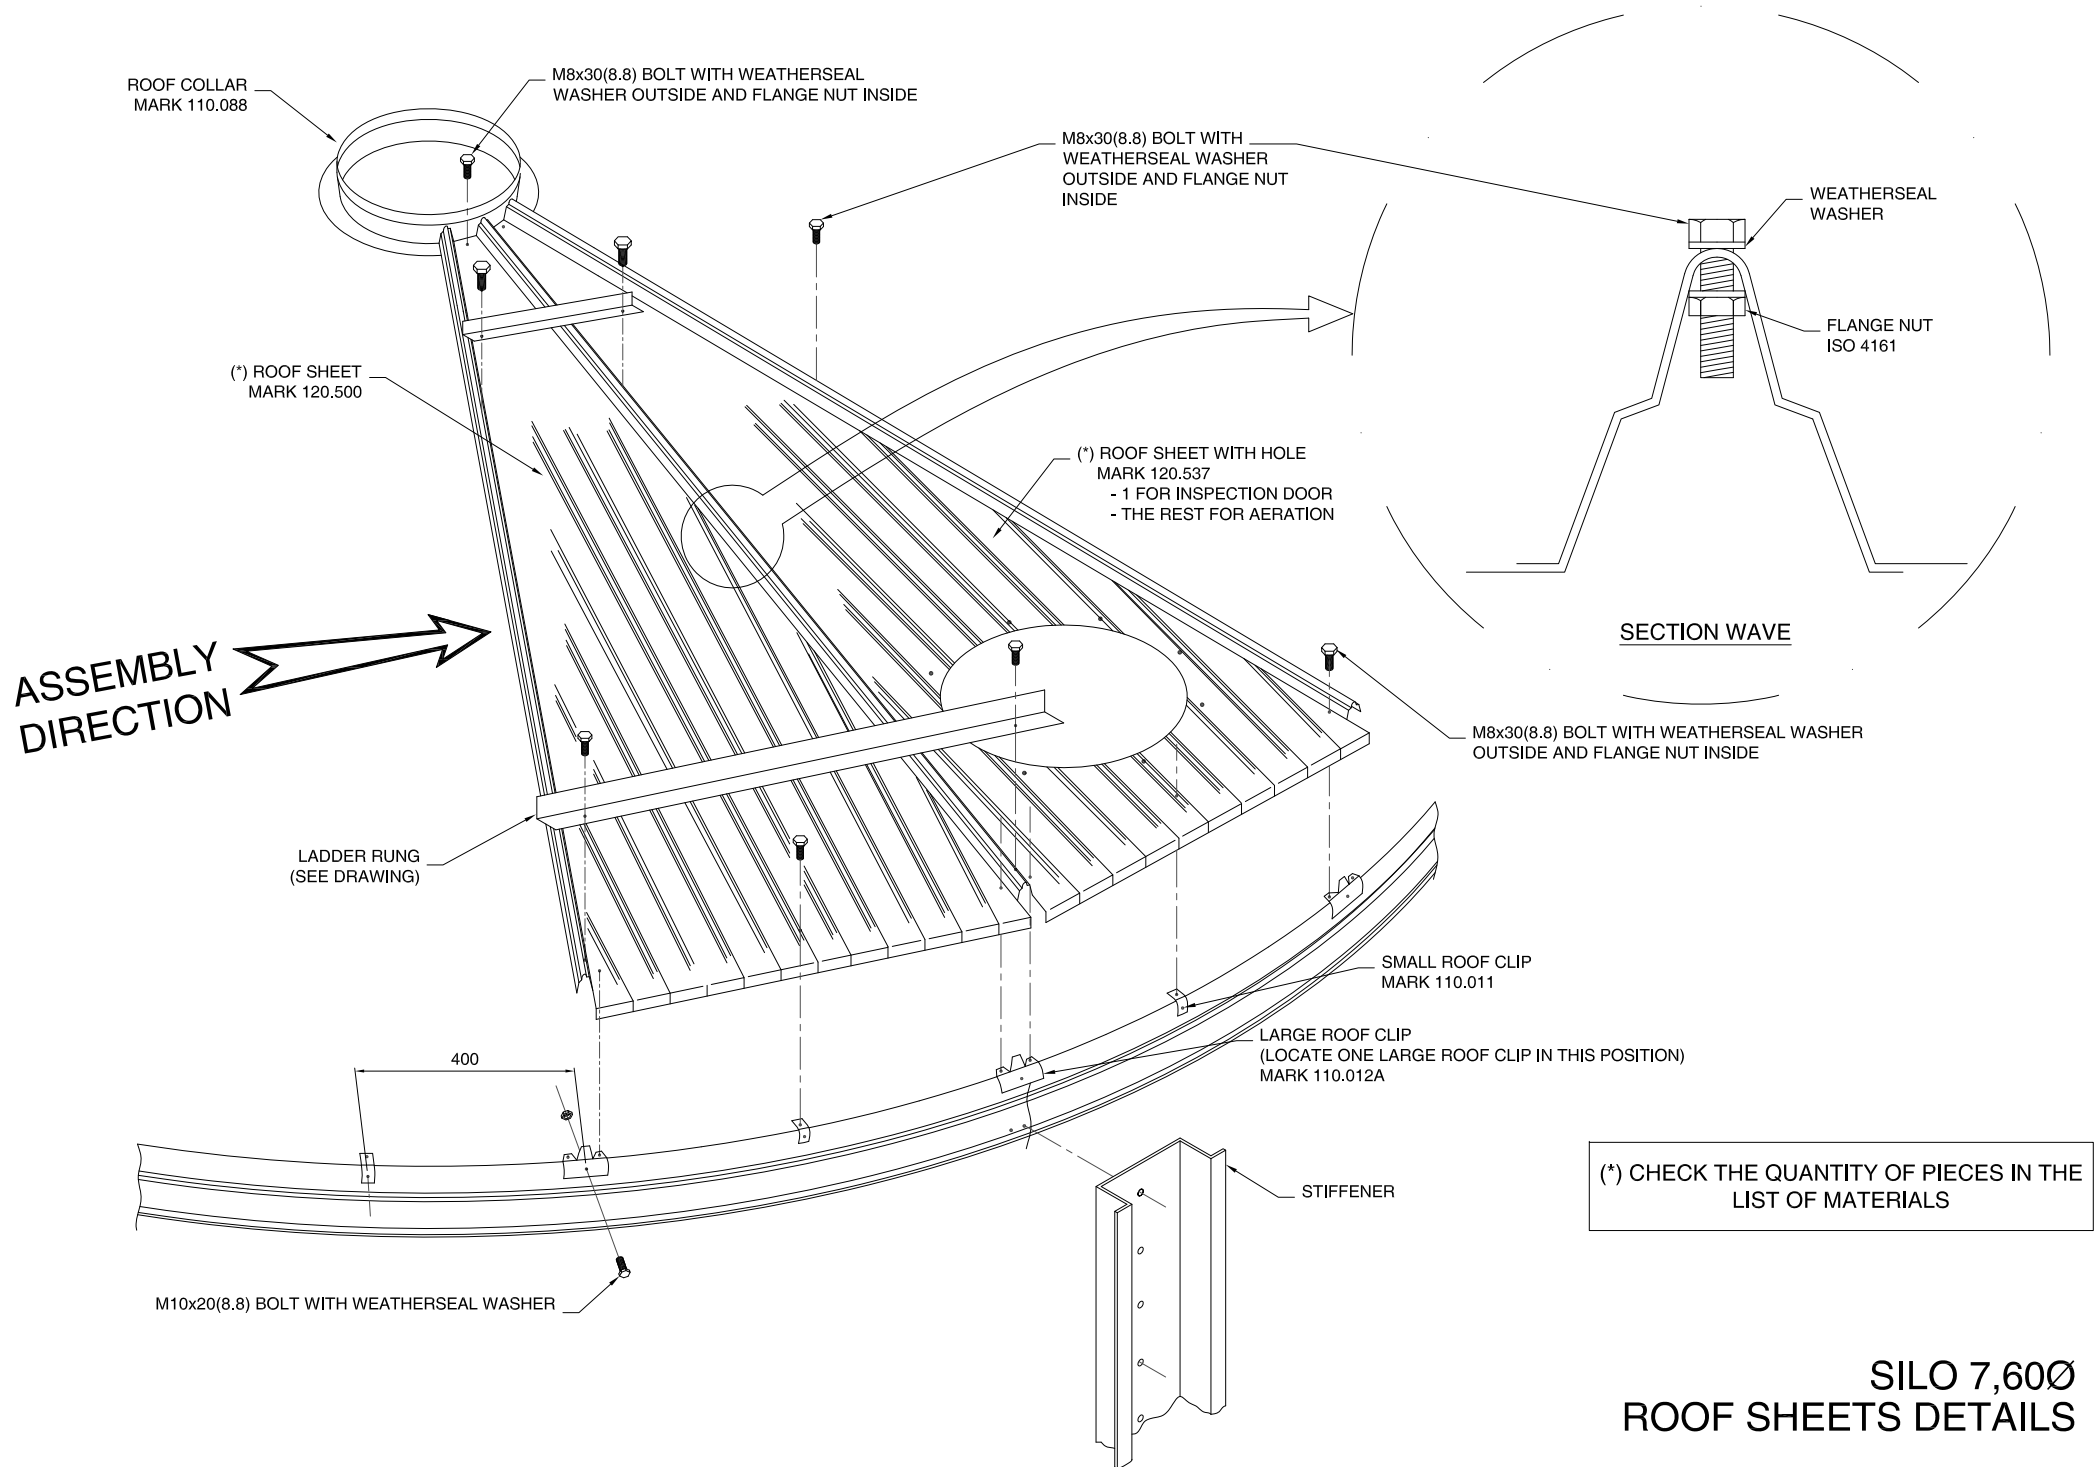 ROOF COLLAR
MARK 110.088
M8x30(8.8) BOLT WITH WEATHERSEAL
WASHER OUTSIDE AND FLANGE NUT INSIDE
M8x30(8.8) BOLT WITH
WEATHERSEAL WASHER
OUTSIDE AND FLANGE NUT
INSIDE
WEATHERSEAL
WASHER
FLANGE NUT
ISO 4161
(*) ROOF SHEET
MARK 120.500
(*) ROOF SHEET WITH HOLE
MARK 120.537
- 1 FOR INSPECTION DOOR
- THE REST FOR AERATION
SECTION WAVE
ASSEMBLY
DIRECTION
M8x30(8.8) BOLT WITH WEATHERSEAL WASHER
OUTSIDE AND FLANGE NUT INSIDE
LADDER RUNG
(SEE DRAWING)
SMALL ROOF CLIP
MARK 110.011
LARGE ROOF CLIP
(LOCATE ONE LARGE ROOF CLIP IN THIS POSITION)
MARK 110.012A
400
STIFFENER
(*) CHECK THE QUANTITY OF PIECES IN THE
LIST OF MATERIALS
M10x20(8.8) BOLT WITH WEATHERSEAL WASHER
SILO 7,60Ø
ROOF SHEETS DETAILS